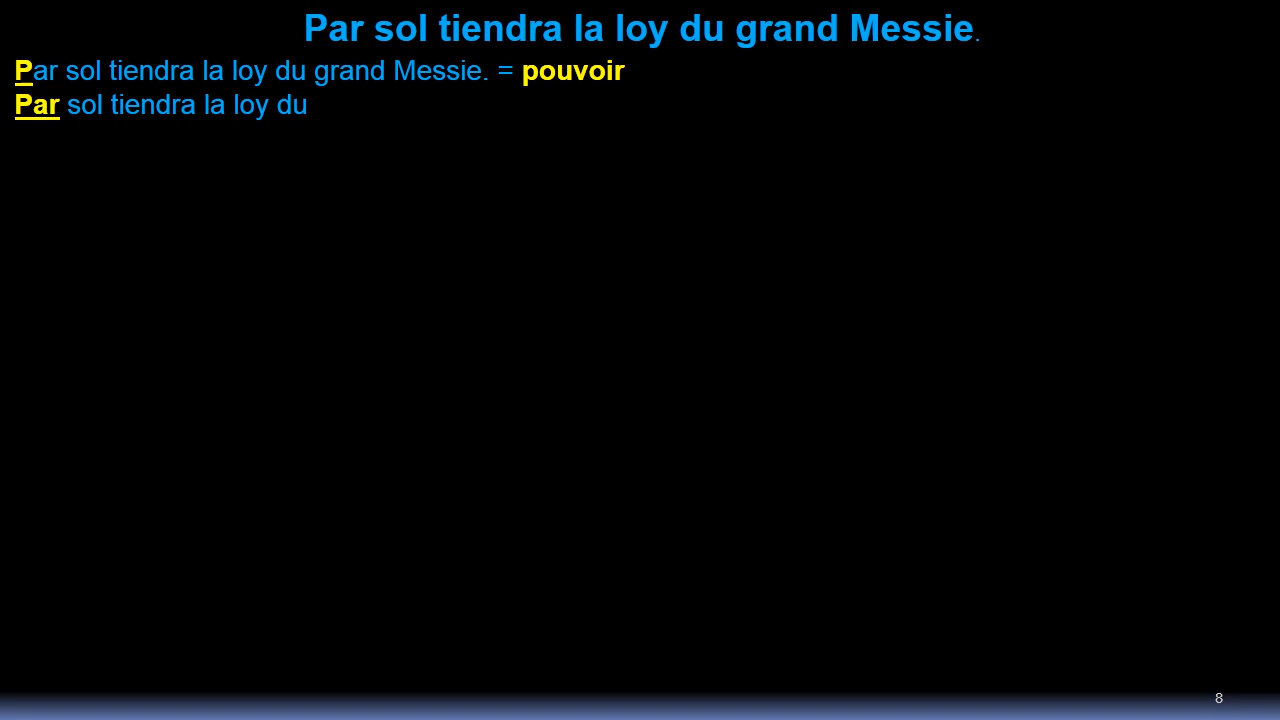 Par sol tiendra la loy du grand Messie.
Par sol tiendra la loy du grand Messie. = pouvoir
Par sol tiendra la loy du
8